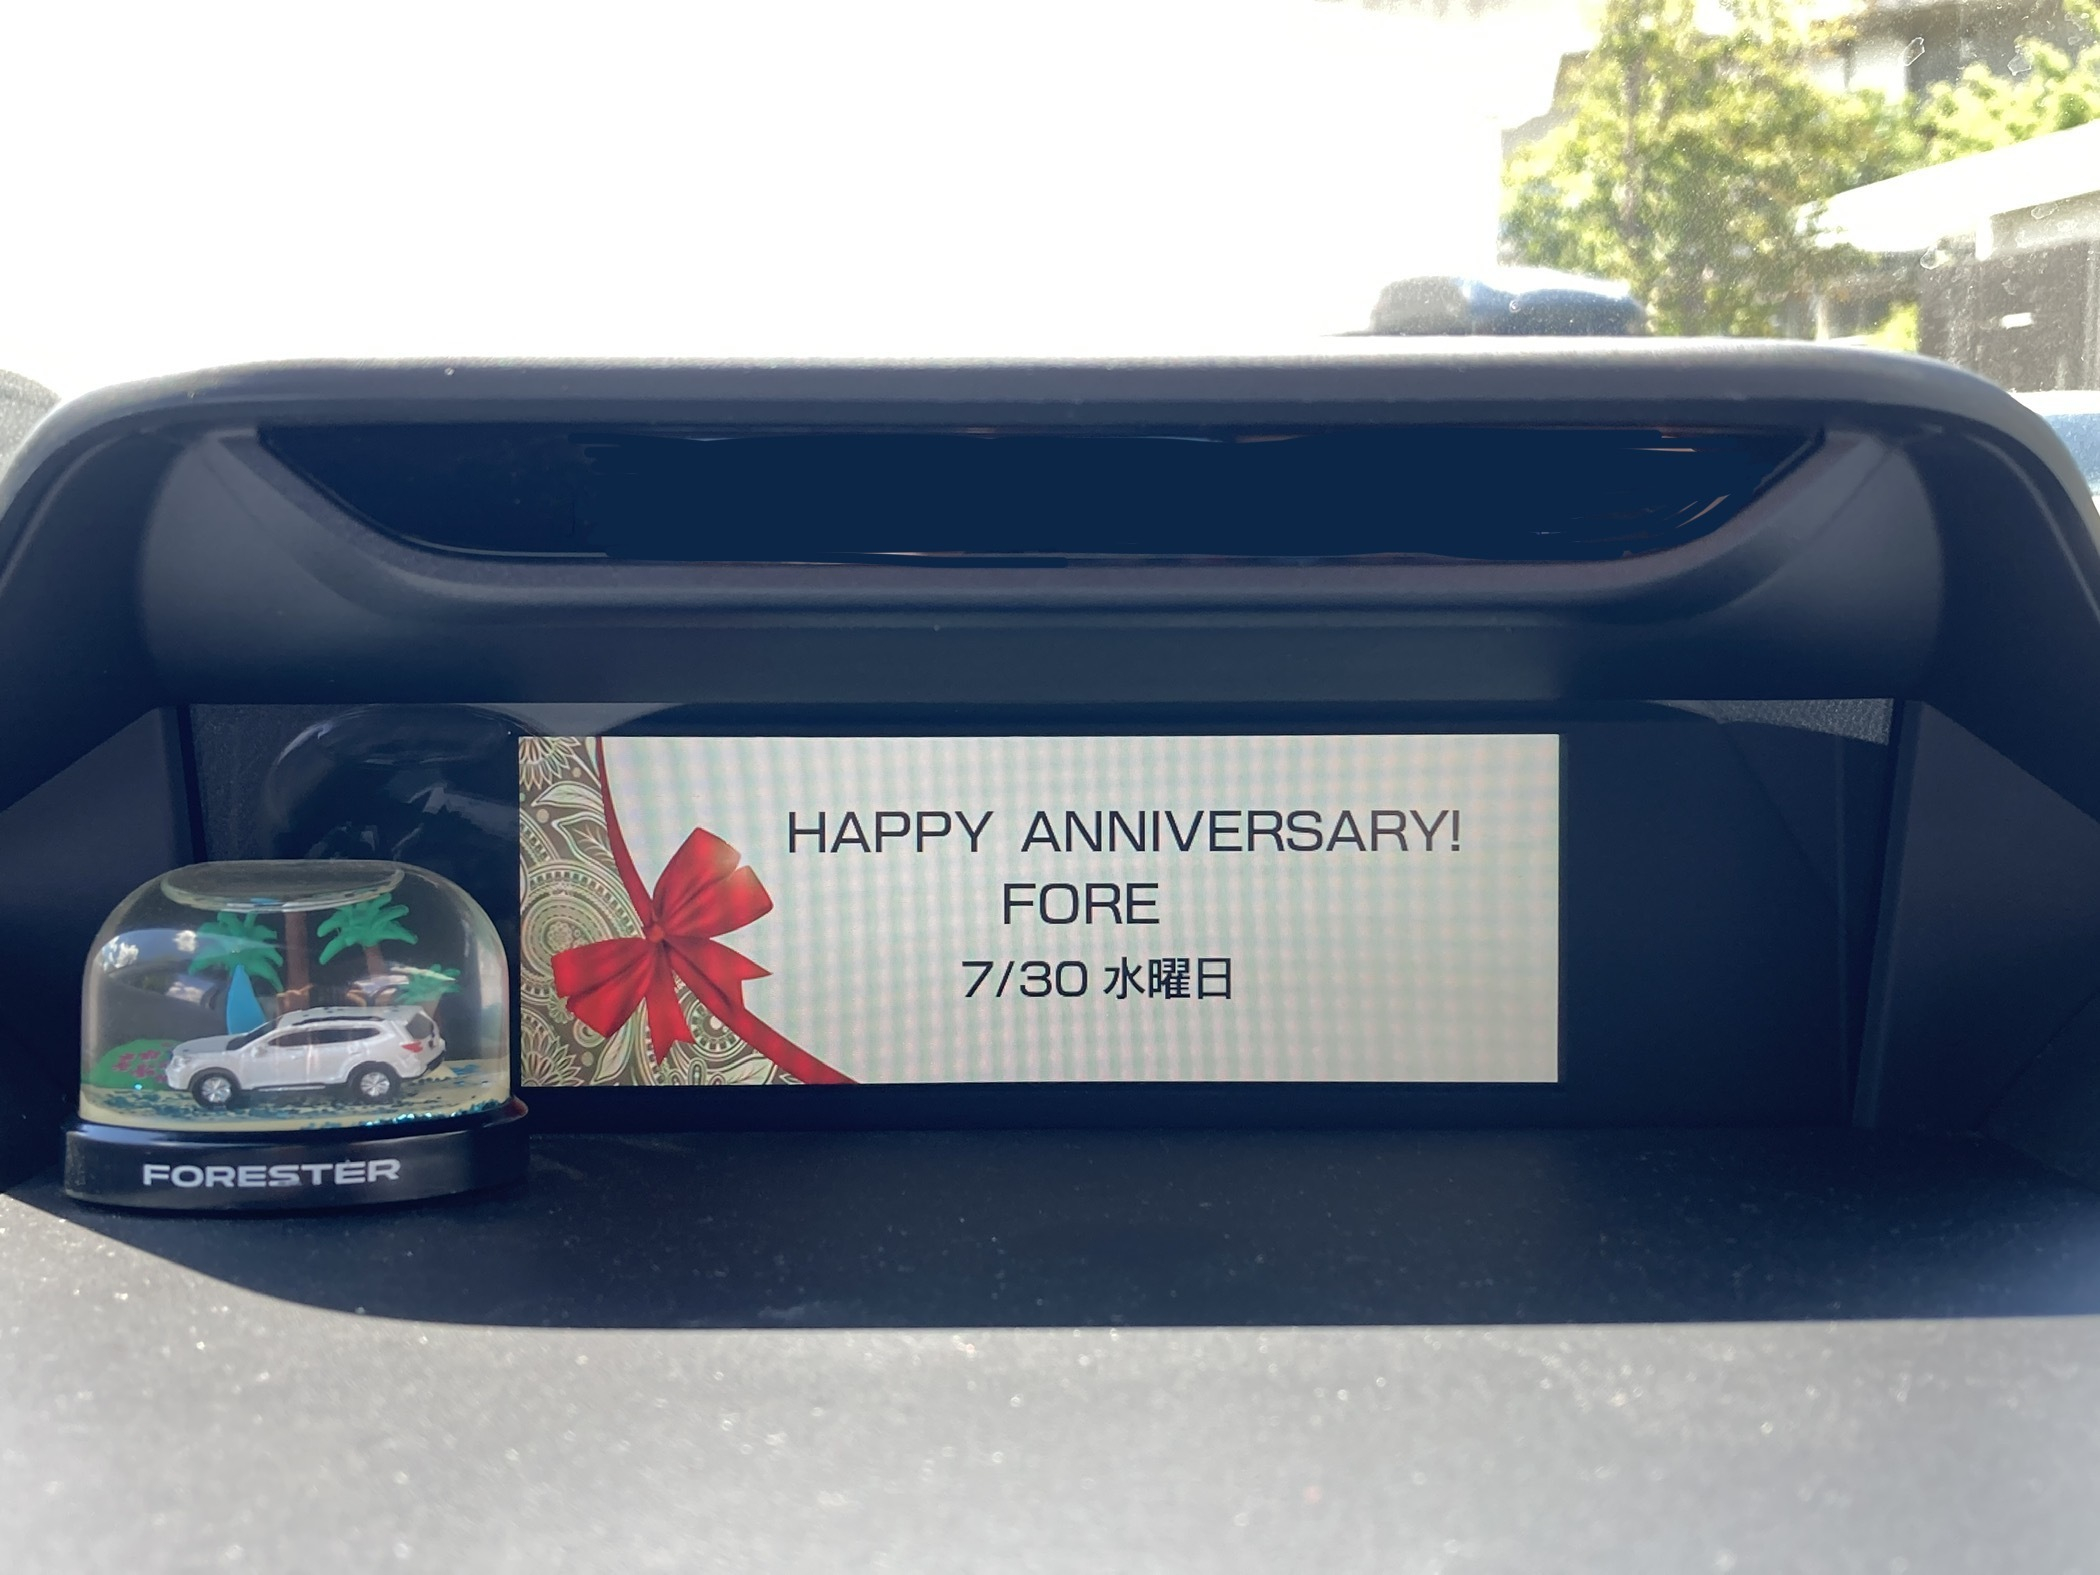 HAPPY ANNIVERSARY!
FORE
7/30 水曜日
FORESTER